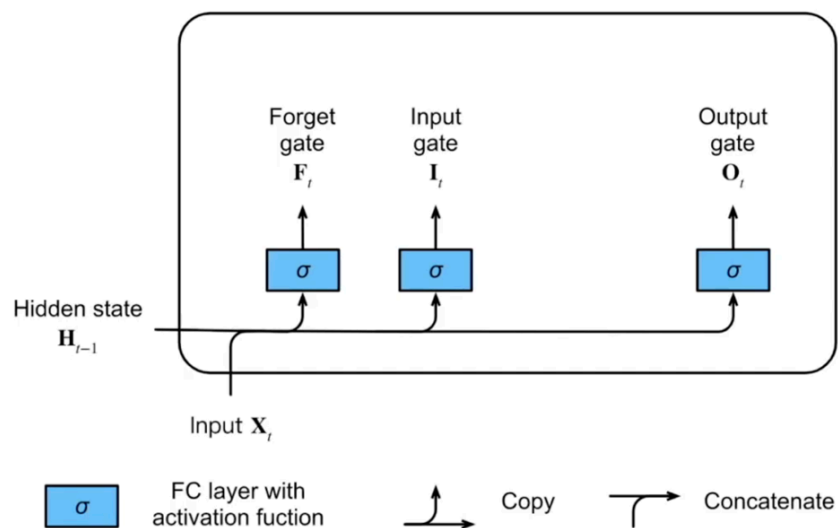 Forget
gate
Fₜ
Input
gate
Iₜ
Output
gate
Oₜ
σ
σ
σ
Hidden state
Hₜ₋₁
Input Xₜ
σ
FC layer with
activation fuction
Copy
Concatenate